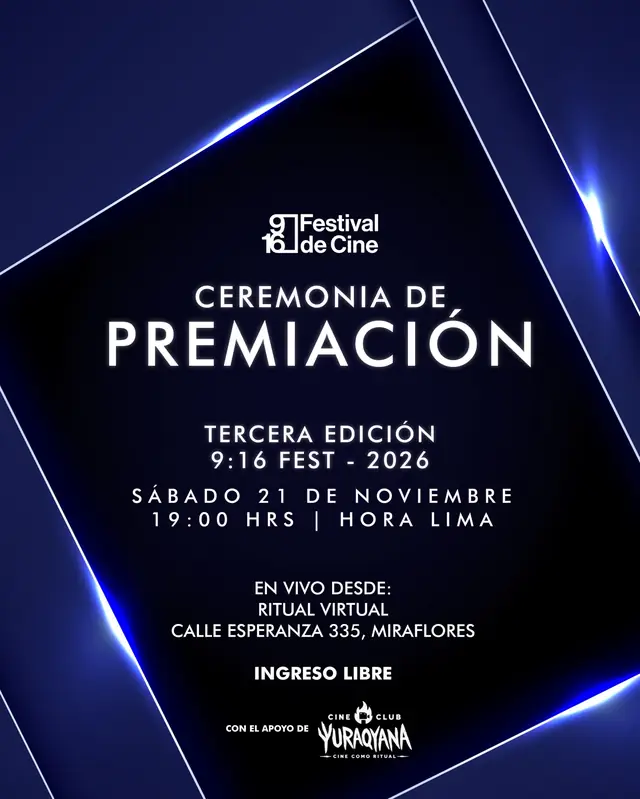 9
16
Festival
de Cine
CEREMONIA DE
PREMIACIÓN
TERCERA EDICIÓN
9:16 FEST - 2026
SÁBADO 21 DE NOVIEMBRE
19:00 HRS | HORA LIMA
EN VIVO DESDE:
RITUAL VIRTUAL
CALLE ESPERANZA 335, MIRAFLORES
INGRESO LIBRE
CON EL APOYO DE
CINE CLUB
YURAQYANA
CINE COMO RITUAL